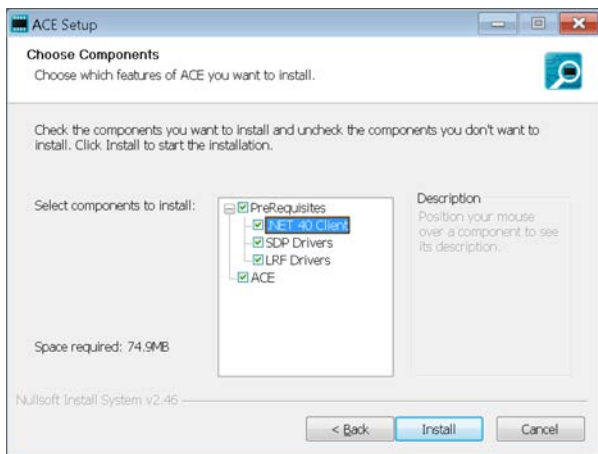 ACE Setup
Choose Components
Choose which features of ACE you want to install.
Check the components you want to install and uncheck the components you don't want to
install. Click Install to start the installation.
Select components to install:
PreRequisites
.NET 40 Client
SDP Drivers
LRF Drivers
ACE
Description
Position your mouse
over a component to see
its description.
Space required: 74.9MB
Nullsoft Install System v2.46
< Back
Install
Cancel